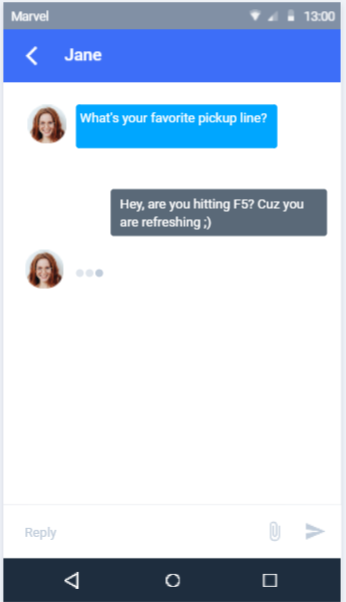 Marvel
13:00
Jane
What's your favorite pickup line?
Hey, are you hitting F5? Cuz you
are refreshing ;)
Reply